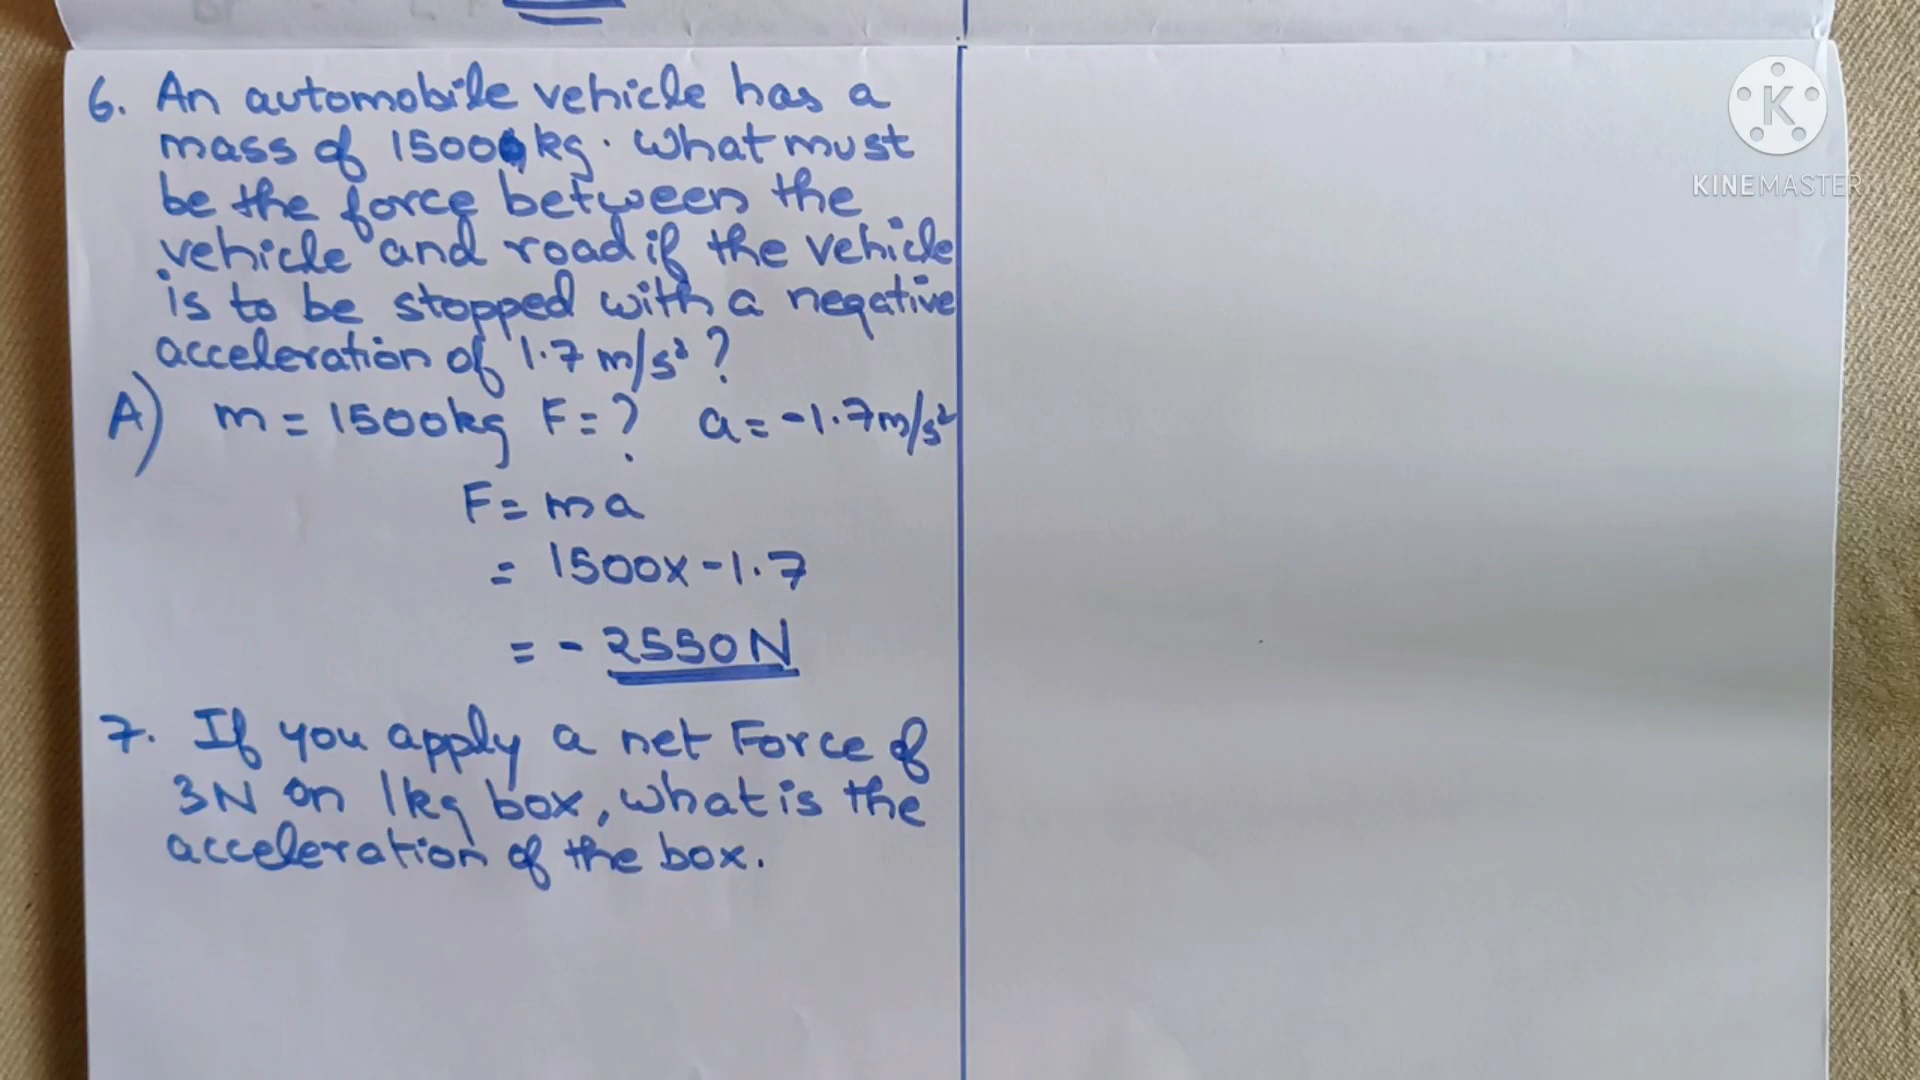 6. An automobile vehicle has a
mass of 1500 kg. What must
be the force between the
vehicle and road if the vehicle
is to be stopped with a negative
acceleration of 1.7 m/s² ?
A) m = 1500kg F = ? a = -1.7m/s²
F = ma
= 1500x-1.7
= - 2550N
7. If you apply a net Force of
3N on 1kg box, what is the
acceleration of the box.
K
KINEMASTER